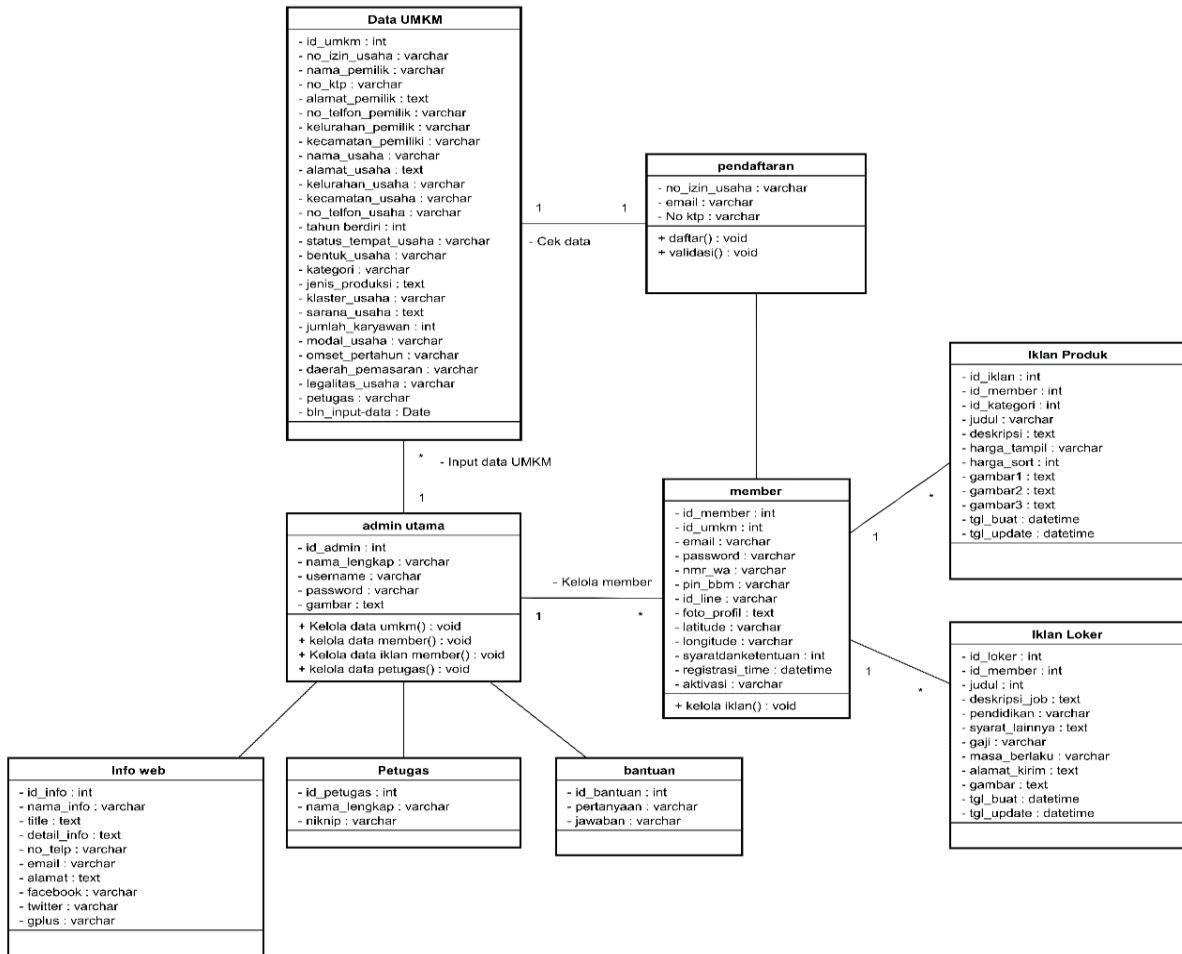 Data UMKM
- id_umkm : int
- no_izin_usaha : varchar
- nama_pemilik : varchar
- no_ktp : varchar
- alamat_pemilik : text
- no_telfon_pemilik : varchar
- kelurahan_pemilik : varchar
- kecamatan_pemiliki : varchar
- nama_usaha : varchar
- alamat_usaha : text
- kelurahan_usaha : varchar
- kecamatan_usaha : varchar
- no_telfon_usaha : varchar
- tahun berdiri : int
- status_tempat_usaha : varchar
- bentuk_usaha : varchar
- kategori : varchar
- jenis_produksi : text
- klaster_usaha : varchar
- sarana_usaha : text
- jumlah_karyawan : int
- modal_usaha : varchar
- omset_pertahun : varchar
- daerah_pemasaran : varchar
- legalitas_usaha : varchar
- petugas : varchar
- bln_input-data : Date
1
1
- Cek data
pendaftaran
- no_izin_usaha : varchar
- email : varchar
- No ktp : varchar
+ daftar() : void
+ validasi() : void
*
- Input data UMKM
1
admin utama
- id_admin : int
- nama_lengkap : varchar
- username : varchar
- password : varchar
- gambar : text
+ Kelola data umkm() : void
+ kelola data member() : void
+ Kelola data iklan member() : void
+ kelola data petugas() : void
- Kelola member
1
*
member
- id_member : int
- id_umkm : int
- email : varchar
- password : varchar
- nmr_wa : varchar
- pin_bbm : varchar
- id_line : varchar
- foto_profil : text
- latitude : varchar
- longitude : varchar
- syaratdanketentuan : int
- registrasi_time : datetime
- aktivasi : varchar
+ kelola iklan() : void
1
*
Iklan Produk
- id_iklan : int
- id_member : int
- id_kategori : int
- judul : varchar
- deskripsi : text
- harga_tampil : varchar
- harga_sort : int
- gambar1 : text
- gambar2 : text
- gambar3 : text
- tgl_buat : datetime
- tgl_update : datetime
1
*
Iklan Loker
- id_loker : int
- id_member : int
- judul : int
- deskripsi_job : text
- pendidikan : varchar
- syarat_lainnya : text
- gaji : varchar
- masa_berlaku : varchar
- alamat_kirim : text
- gambar : text
- tgl_buat : datetime
- tgl_update : datetime
Info web
- id_info : int
- nama_info : varchar
- title : text
- detail_info : text
- no_telp : varchar
- email : varchar
- alamat : text
- facebook : varchar
- twitter : varchar
- gplus : varchar
Petugas
- id_petugas : int
- nama_lengkap : varchar
- niknip : varchar
bantuan
- id_bantuan : int
- pertanyaan : varchar
- jawaban : varchar